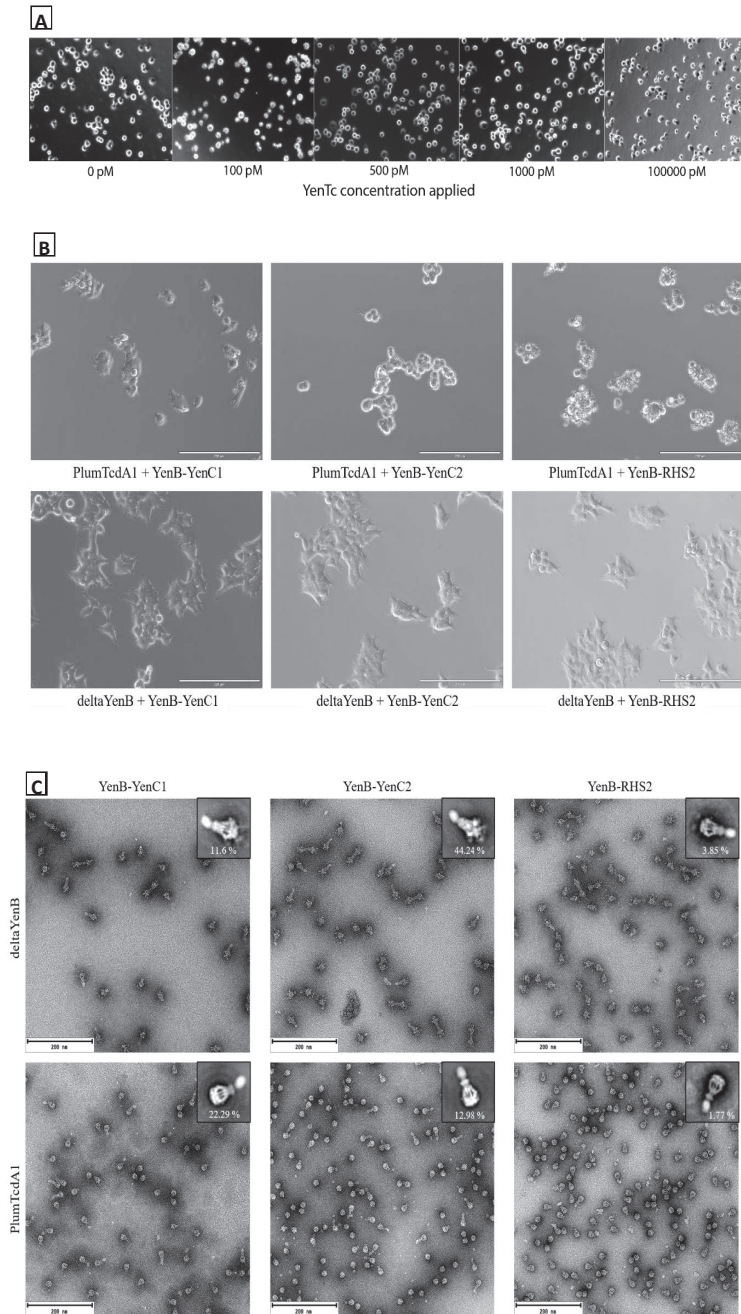 A
0 pM
100 pM
500 pM
1000 pM
100000 pM
YenTc concentration applied
B
PlumTcdA1 + YenB-YenC1
PlumTcdA1 + YenB-YenC2
PlumTcdA1 + YenB-RHS2
deltaYenB + YenB-YenC1
deltaYenB + YenB-YenC2
deltaYenB + YenB-RHS2
C
YenB-YenC1
YenB-YenC2
YenB-RHS2
deltaYenB
11.6 %
44.24 %
3.85 %
200 nm
200 nm
200 nm
PlumTcdA1
22.29 %
12.98 %
1.77 %
200 nm
200 nm
200 nm